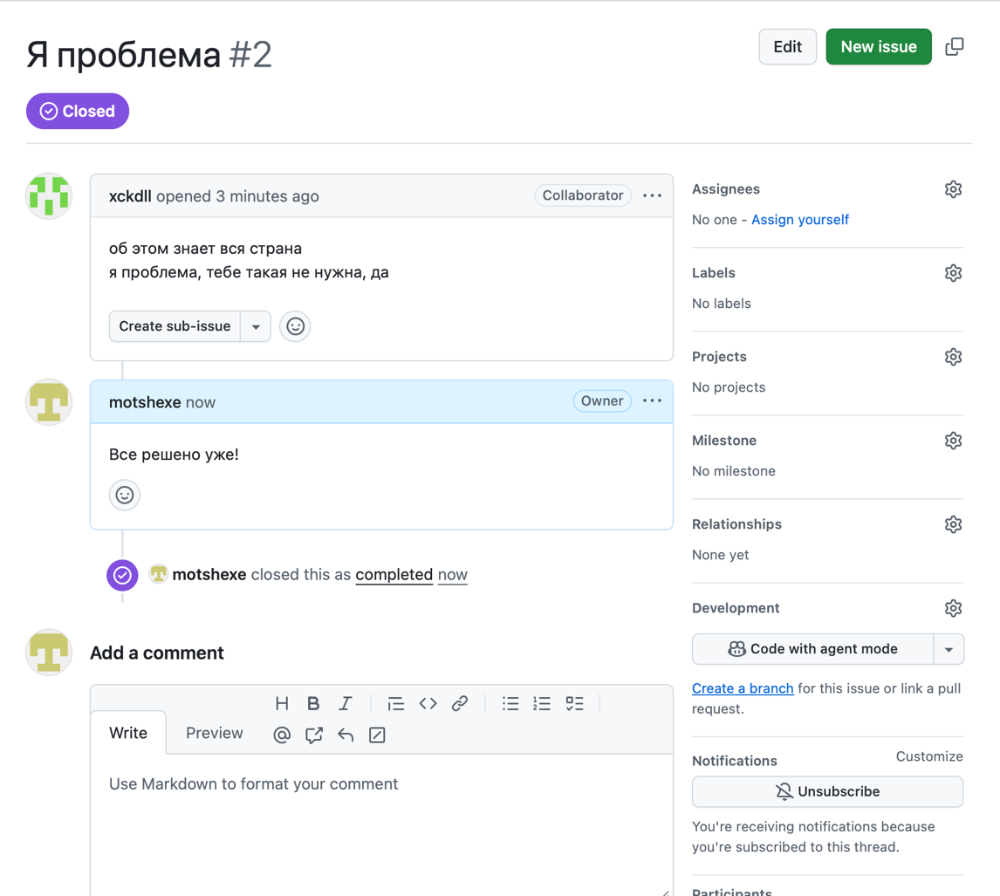 Я проблема #2
Edit
New issue
Closed
xckdll opened 3 minutes ago
Collaborator
об этом знает вся страна
я проблема, тебе такая не нужна, да
Create sub-issue
motshexe now
Owner
Все решено уже!
motshexe closed this as completed now
Add a comment
Write
Preview
Use Markdown to format your comment
Assignees
No one - Assign yourself
Labels
No labels
Projects
No projects
Milestone
No milestone
Relationships
None yet
Development
Code with agent mode
Create a branch for this issue or link a pull
request.
Notifications
Customize
Unsubscribe
You're receiving notifications because
you're subscribed to this thread.
Participants